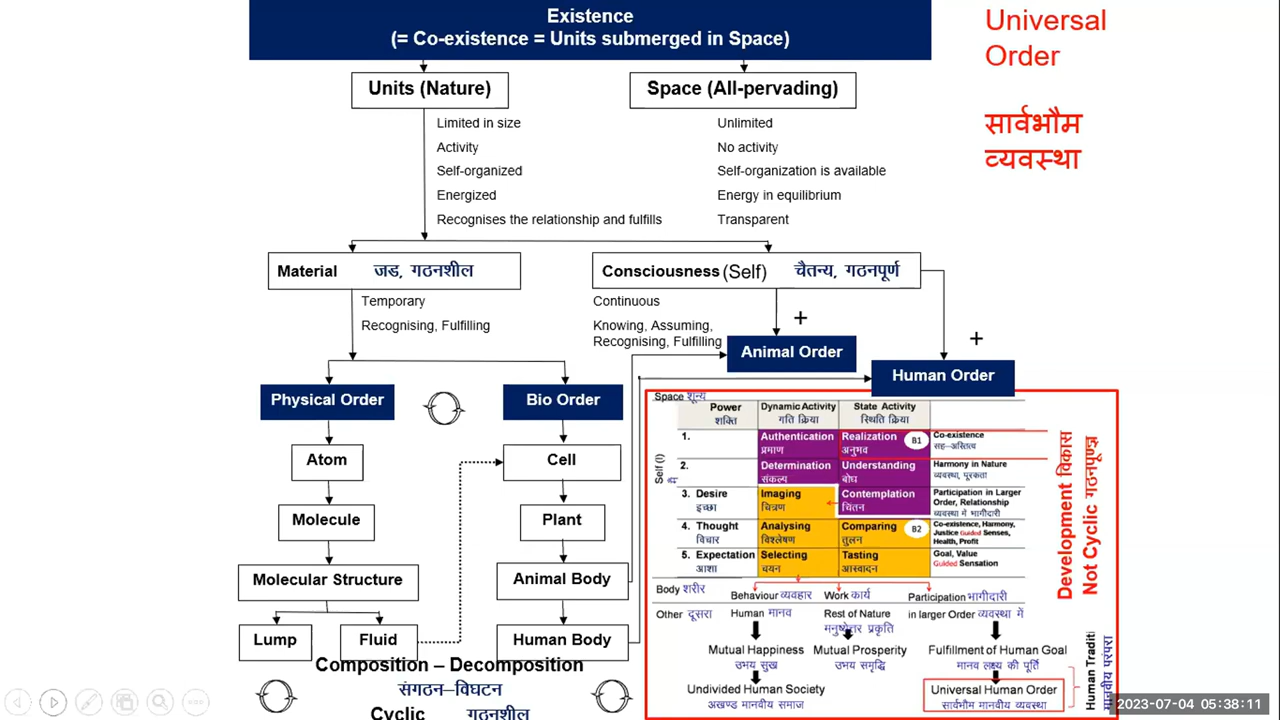 Existence
(= Co-existence = Units submerged in Space)
Universal
Order
सार्वभौम
व्यवस्था
Units (Nature)
Space (All-pervading)
Limited in size
Activity
Self-organized
Energized
Recognises the relationship and fulfills
Unlimited
No activity
Self-organization is available
Energy in equilibrium
Transparent
Material जड, गठनशील
Consciousness (Self) चैतन्य, गठनपूर्ण
Temporary
Recognising, Fulfilling
Continuous
Knowing, Assuming,
Recognising, Fulfilling
+
+
Animal Order
Human Order
Physical Order
Bio Order
Atom
Molecule
Molecular Structure
Lump
Fluid
Cell
Plant
Animal Body
Human Body
Composition – Decomposition
संगठन–विघटन
Cyclic गठनशील
Space शून्य
Power
शक्ति
Dynamic Activity
गति क्रिया
State Activity
स्थिति क्रिया
Self (I)
1.
Authentication
प्रमाण
Realization
अनुभव
B1
Co-existence
सह–अस्तित्व
2.
Determination
संकल्प
Understanding
बोध
Harmony in Nature
व्यवस्था, पूरकता
3. Desire
इच्छा
Imaging
चित्रण
Contemplation
चिंतन
Participation in Larger
Order, Relationship
व्यवस्था में भागीदारी
4. Thought
विचार
Analysing
विश्लेषण
Comparing
तुलन
B2
Co-existence, Harmony,
Justice Guided Senses,
Health, Profit
5. Expectation
आशा
Selecting
चयन
Tasting
आस्वादन
Goal, Value
Guided Sensation
Body शरीर
Behaviour व्यवहार
Work कार्य
Participation भागीदारी
Other दूसरा
Human मानव
Rest of Nature
मनुष्येत्तर प्रकृति
in larger Order व्यवस्था में
Mutual Happiness
उभय सुख
Mutual Prosperity
उभय समृद्धि
Fulfillment of Human Goal
मानव लक्ष्य की पूर्ति
Undivided Human Society
अखण्ड मानवीय समाज
Universal Human Order
सार्वभौम मानवीय व्यवस्था
Development विकास
Not Cyclic गठनपूर्ण
Human Traditi
मानवीय परंपरा
2023-07-04 05:38:11